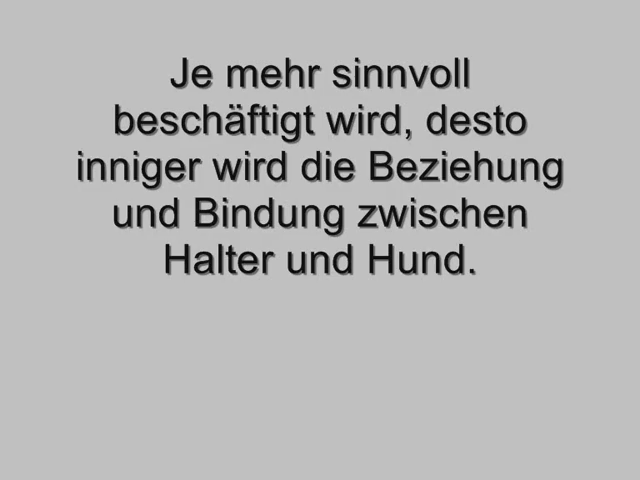 Je mehr sinnvoll
beschäftigt wird, desto
inniger wird die Beziehung
und Bindung zwischen
Halter und Hund.